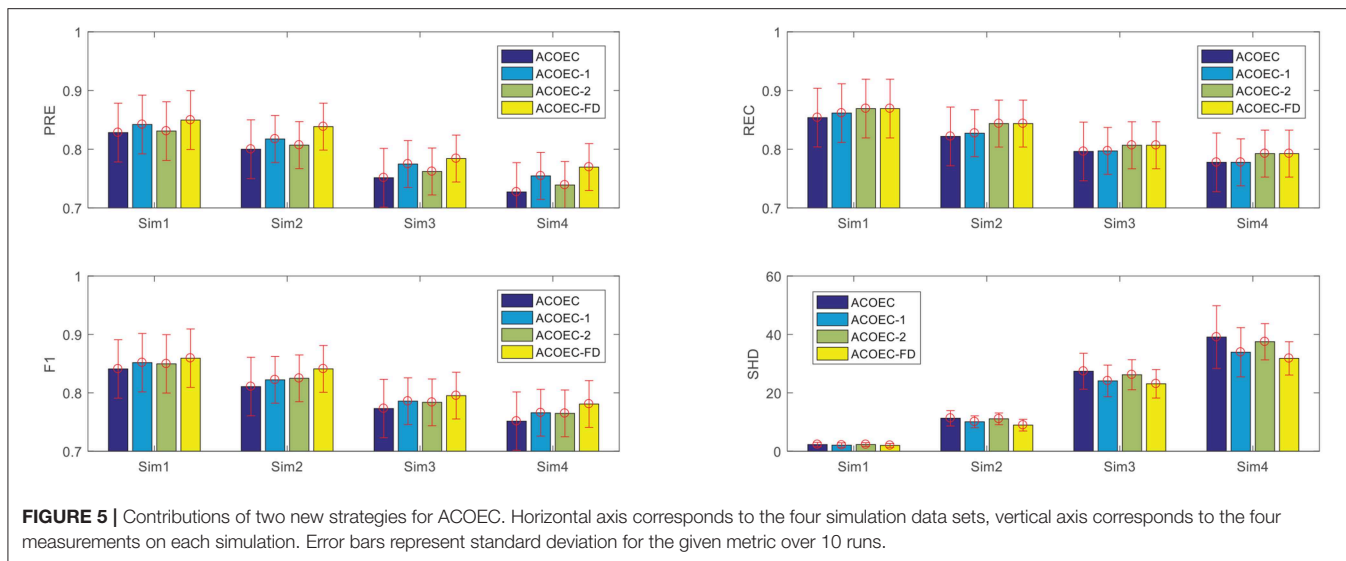 1
0.9
0.8
0.7
PRE
Sim1 Sim2 Sim3 Sim4
ACOEC
ACOEC-1
ACOEC-2
ACOEC-FD
1
0.9
0.8
0.7
REC
Sim1 Sim2 Sim3 Sim4
ACOEC
ACOEC-1
ACOEC-2
ACOEC-FD
1
0.9
0.8
0.7
F1
Sim1 Sim2 Sim3 Sim4
ACOEC
ACOEC-1
ACOEC-2
ACOEC-FD
60
40
20
0
SHD
Sim1 Sim2 Sim3 Sim4
ACOEC
ACOEC-1
ACOEC-2
ACOEC-FD
FIGURE 5 | Contributions of two new strategies for ACOEC. Horizontal axis corresponds to the four simulation data sets, vertical axis corresponds to the four
measurements on each simulation. Error bars represent standard deviation for the given metric over 10 runs.